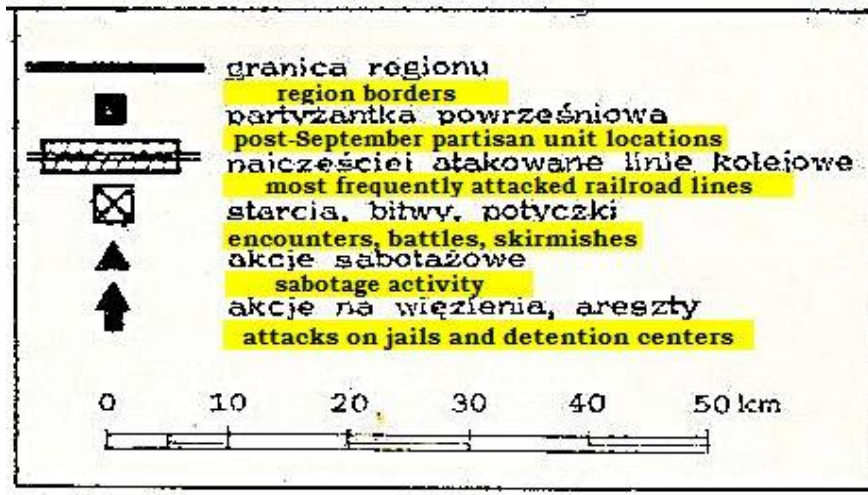 granica regionu
region borders
partyzantka powrześniowa
post-September partisan unit locations
najczęściej atakowane linie kolejowe
most frequently attacked railroad lines
starcia, bitwy, potyczki
encounters, battles, skirmishes
akcje sabotażowe
sabotage activity
akcje na więzienia, areszty
attacks on jails and detention centers
0 10 20 30 40 50 km